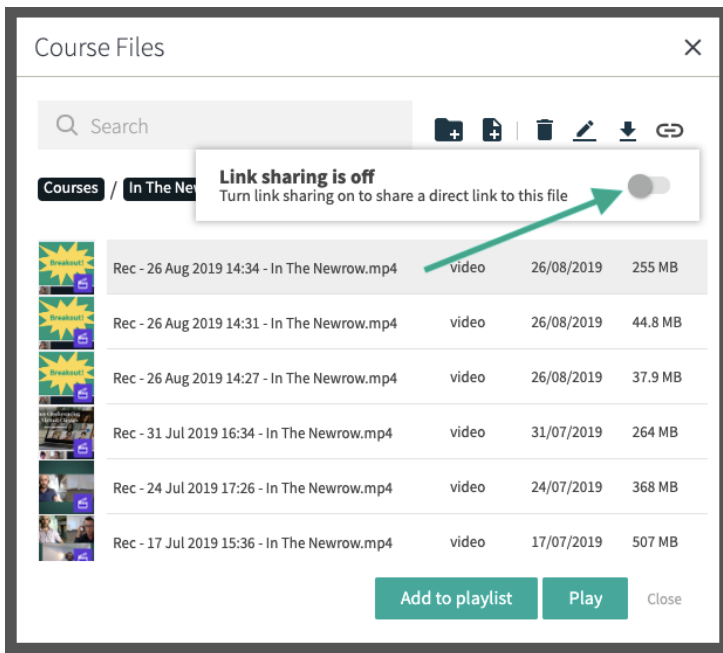 Course Files
Search
Link sharing is off
Turn link sharing on to share a direct link to this file
Courses / In The Ne
Breakout!
Rec - 26 Aug 2019 14:34 - In The Newrow.mp4 video 26/08/2019 255 MB
Breakout!
Rec - 26 Aug 2019 14:31 - In The Newrow.mp4 video 26/08/2019 44.8 MB
Breakout!
Rec - 26 Aug 2019 14:27 - In The Newrow.mp4 video 26/08/2019 37.9 MB
Rec - 31 Jul 2019 16:34 - In The Newrow.mp4 video 31/07/2019 264 MB
Rec - 24 Jul 2019 17:26 - In The Newrow.mp4 video 24/07/2019 368 MB
Rec - 17 Jul 2019 15:36 - In The Newrow.mp4 video 17/07/2019 507 MB
Add to playlist Play Close